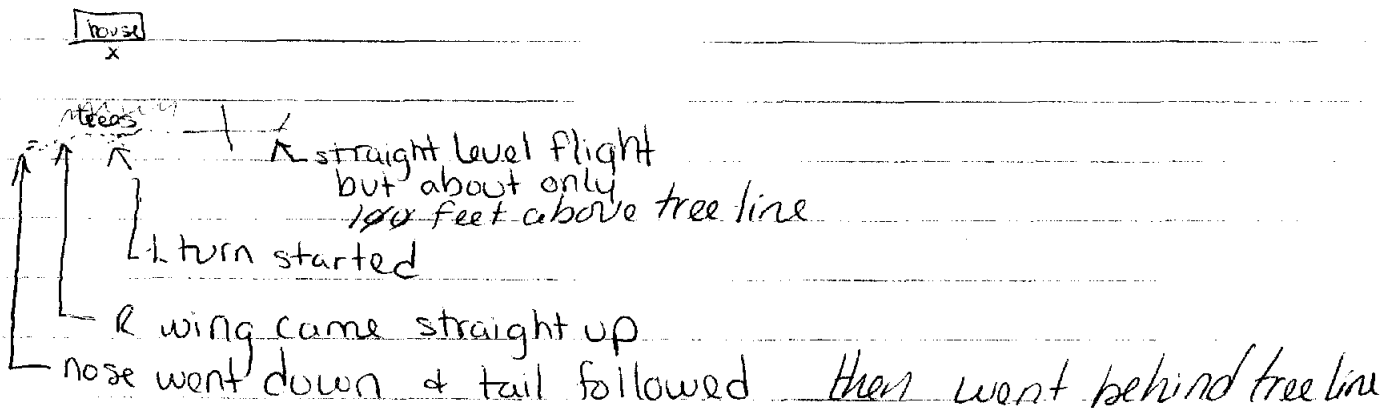 house
x
trees
straight level flight
but about only
100 feet above tree line
L turn started
R wing came straight up
nose went down & tail followed then went behind tree line